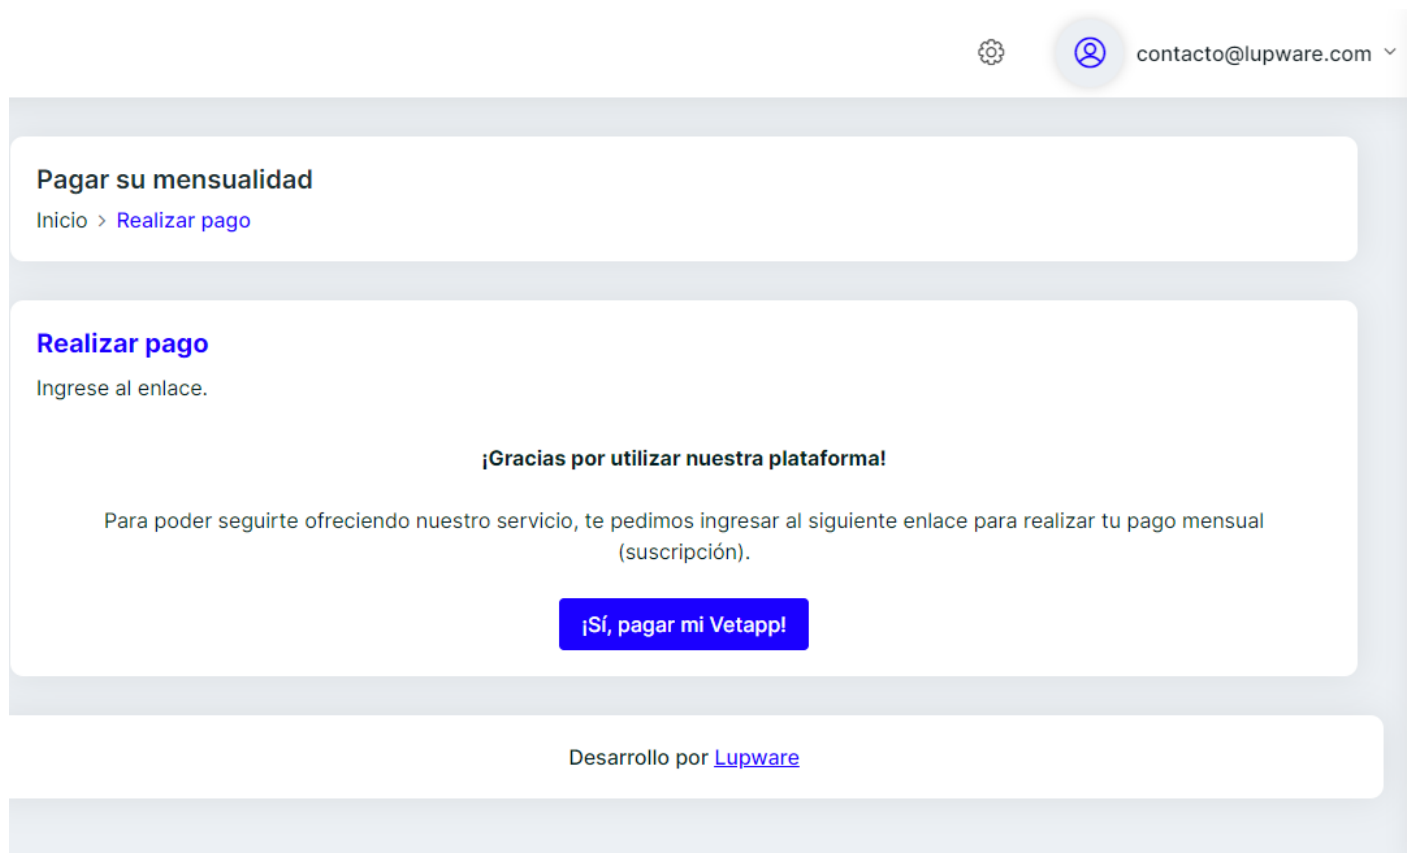 contacto@lupware.com
Pagar su mensualidad
Inicio > Realizar pago
Realizar pago
Ingrese al enlace.
¡Gracias por utilizar nuestra plataforma!
Para poder seguirte ofreciendo nuestro servicio, te pedimos ingresar al siguiente enlace para realizar tu pago mensual
(suscripción).
¡Sí, pagar mi Vetapp!
Desarrollo por Lupware